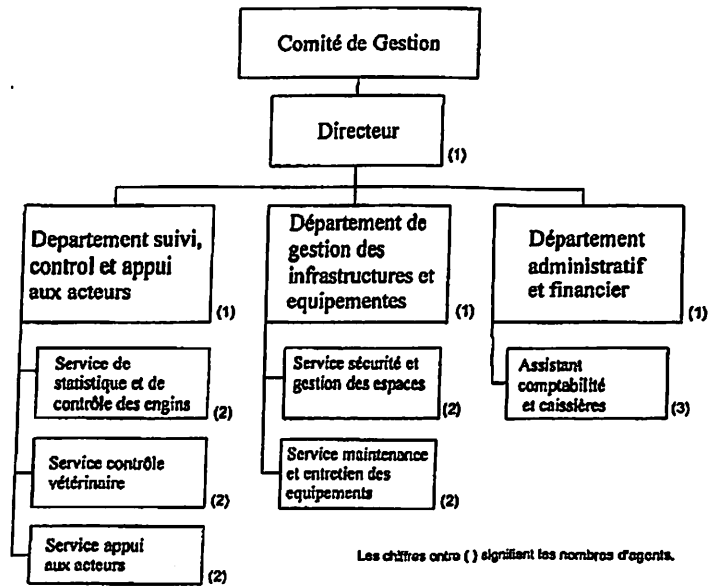 Comité de Gestion
Directeur
(1)
Departement suivi,
control et appui
aux acteurs
(1)
Service de
statistique et de
contrôle des engins
(2)
Service contrôle
vétérinaire
(2)
Service appui
aux acteurs
(2)
Département de
gestion des
infrastructures et
equipementes
(1)
Service sécurité et
gestion des espaces
(2)
Service maintenance
et entretien des
equipements
(2)
Département
administratif
et financier
(1)
Assistant
comptabilité
et caissières
(3)
Les chiffres entre ( ) signifient les nombres d'agents.